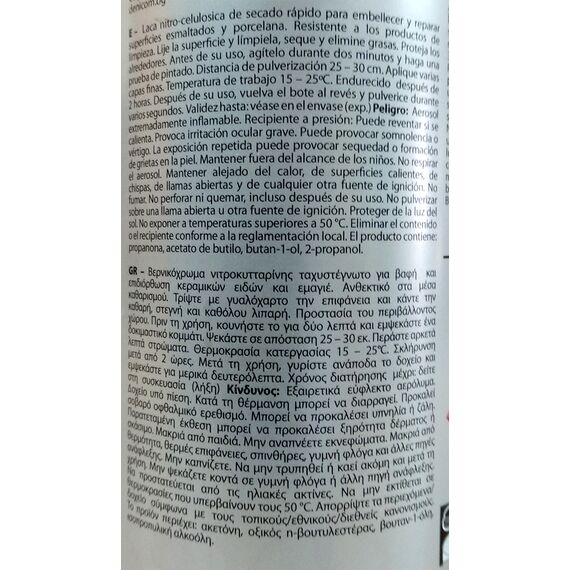 denicom.bg
E – Laca nitro-celulosica de secado rápido para embellecer y reparar
superficies esmaltados y porcelana. Resistente a los productos de
limpieza. Lije la superficie y límpiela, seque y elimine grasas. Proteja los
alrededores. Antes de su uso, agítelo durante dos minutos y haga una
prueba de pintado. Distancia de pulverización 25 – 30 cm. Aplique varias
capas finas. Temperatura de trabajo 15 – 25°C. Endurecido después de
2 horas. Después de su uso, vuelva el bote al revés y pulverice durante
varios segundos. Validez hasta: véase en el envase (exp.) Peligro: Aerosol
extremadamente inflamable. Recipiente a presión: Puede reventar si se
calienta. Provoca irritación ocular grave. Puede provocar somnolencia o
vértigo. La exposición repetida puede provocar sequedad o formación
de grietas en la piel. Mantener fuera del alcance de los niños. No respirar
el aerosol. Mantener alejado del calor, de superficies calientes, de
chispas, de llamas abiertas y de cualquier otra fuente de ignición. No
fumar. No perforar ni quemar, incluso después de su uso. No pulverizar
sobre una llama abierta u otra fuente de ignición. Proteger de la luz del
sol. No exponer a temperaturas superiores a 50 °C. Eliminar el contenido
o el recipiente conforme a la reglamentación local. El producto contiene:
propanona, acetato de butilo, butan-1-ol, 2-propanol.
GR – Βερνικόχρωμα νιτροκυτταρίνης ταχυστέγνωτο για βαφή και
επιδιόρθωση κεραμικών ειδών και εμαγιέ. Ανθεκτικό στα μέσα
καθαρισμού. Τρίψτε με γυαλόχαρτο την επιφάνεια και κάντε την
καθαρή, στεγνή και καθόλου λιπαρή. Προστασία του περιβάλλοντος
χώρου. Πριν τη χρήση, κουνήστε το για δύο λεπτά και εμψεκάστε ένα
δοκιμαστικό κομμάτι. Ψεκάστε σε απόσταση 25 – 30 εκ. Περάστε αρκετά
λεπτά στρώματα. Θερμοκρασία κατεργασίας 15 – 25°C. Σκλήρυνση
μετά από 2 ώρες. Μετά τη χρήση, γυρίστε ανάποδα το δοχείο και
εμψεκάστε για μερικά δευτερόλεπτα. Χρόνος διατήρησης μέχρι: δείτε
στη συσκευασία (λήξη) Κίνδυνος: Εξαιρετικά εύφλεκτο αερόλυμα.
Δοχείο υπό πίεση. Κατά τη θέρμανση μπορεί να διαρραγεί. Προκαλεί
σοβαρό οφθαλμικό ερεθισμό. Μπορεί να προκαλέσει υπνηλία ή ζάλη.
Παρατεταμένη έκθεση μπορεί να προκαλέσει ξηρότητα δέρματος ή
σκάσιμο. Μακριά από παιδιά. Μην αναπνέετε εκνεφώματα. Μακριά από
θερμότητα, θερμές επιφάνειες, σπινθήρες, γυμνή φλόγα και άλλες πηγές
ανάφλεξης. Μην καπνίζετε. Να μην τρυπηθεί ή καεί ακόμη και μετά τη
χρήση. Μην ψεκάζετε κοντά σε γυμνή φλόγα ή άλλη πηγή ανάφλεξης.
Να προστατεύεται από τις ηλιακές ακτίνες. Να μην εκτίθεται σε
θερμοκρασίες που υπερβαίνουν τους 50 °C. Απορρίψτε τα περιεχόμενα/
δοχείο σύμφωνα με τους τοπικούς/εθνικούς/διεθνείς κανονισμούς.
Το προϊόν περιέχει: ακετόνη, οξικός n-βουτυλεστέρας, βουταν-1-όλη,
ισοπροπυλική αλκοόλη.